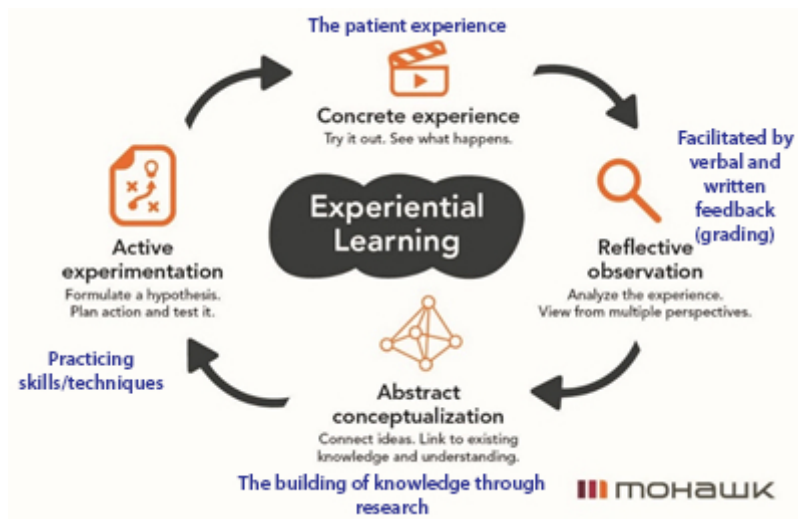 The patient experience
Concrete experience
Try it out. See what happens.
Facilitated by
verbal and
written
feedback
(grading)
Reflective
observation
Analyze the experience.
View from multiple perspectives.
Experiential
Learning
Active
experimentation
Formulate a hypothesis.
Plan action and test it.
Practicing
skills/techniques
Abstract
conceptualization
Connect ideas. Link to existing
knowledge and understanding.
The building of knowledge through
research
mohawk